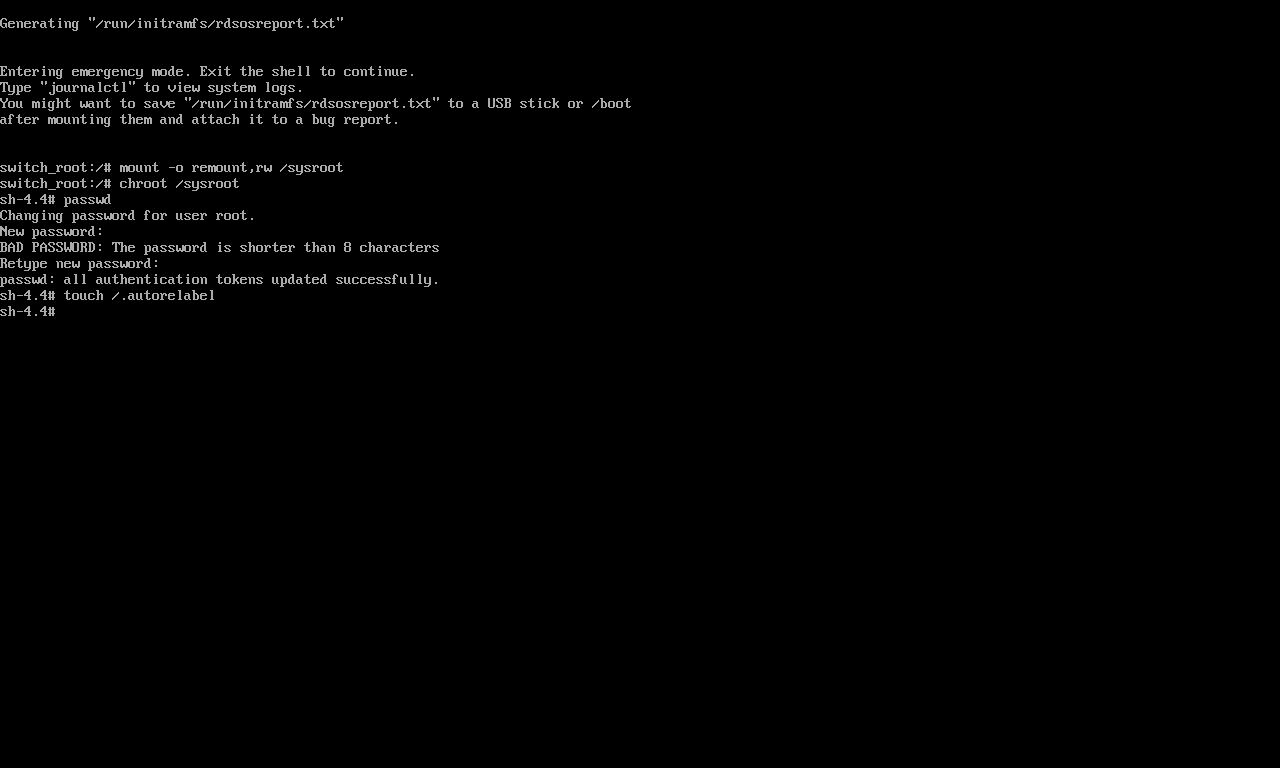 Generating "/run/initramfs/rdsosreport.txt"
Entering emergency mode. Exit the shell to continue.
Type "journalctl" to view system logs.
You might want to save "/run/initramfs/rdsosreport.txt" to a USB stick or /boot
after mounting them and attach it to a bug report.
switch_root:/# mount -o remount,rw /sysroot
switch_root:/# chroot /sysroot
sh-4.4# passwd
Changing password for user root.
New password:
BAD PASSWORD: The password is shorter than 8 characters
Retype new password:
passwd: all authentication tokens updated successfully.
sh-4.4# touch /.autorelabel
sh-4.4#